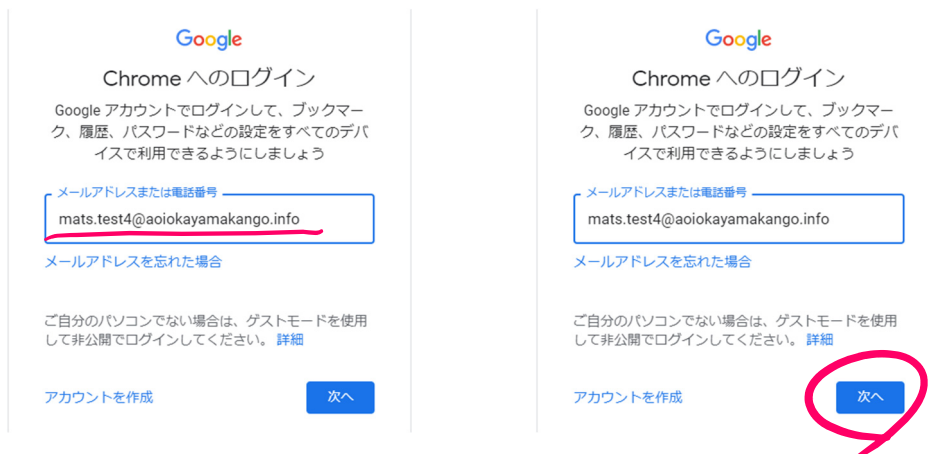 Google
Chrome へのログイン
Google アカウントでログインして、ブックマー
ク、履歴、パスワードなどの設定をすべてのデバ
イスで利用できるようにしましょう
メールアドレスまたは電話番号
mats.test4@aoiokayamakango.info
メールアドレスを忘れた場合
ご自分のパソコンでない場合は、ゲストモードを使用
して非公開でログインしてください。 詳細
アカウントを作成
次へ
Google
Chrome へのログイン
Google アカウントでログインして、ブックマー
ク、履歴、パスワードなどの設定をすべてのデバ
イスで利用できるようにしましょう
メールアドレスまたは電話番号
mats.test4@aoiokayamakango.info
メールアドレスを忘れた場合
ご自分のパソコンでない場合は、ゲストモードを使用
して非公開でログインしてください。 詳細
アカウントを作成
次へ